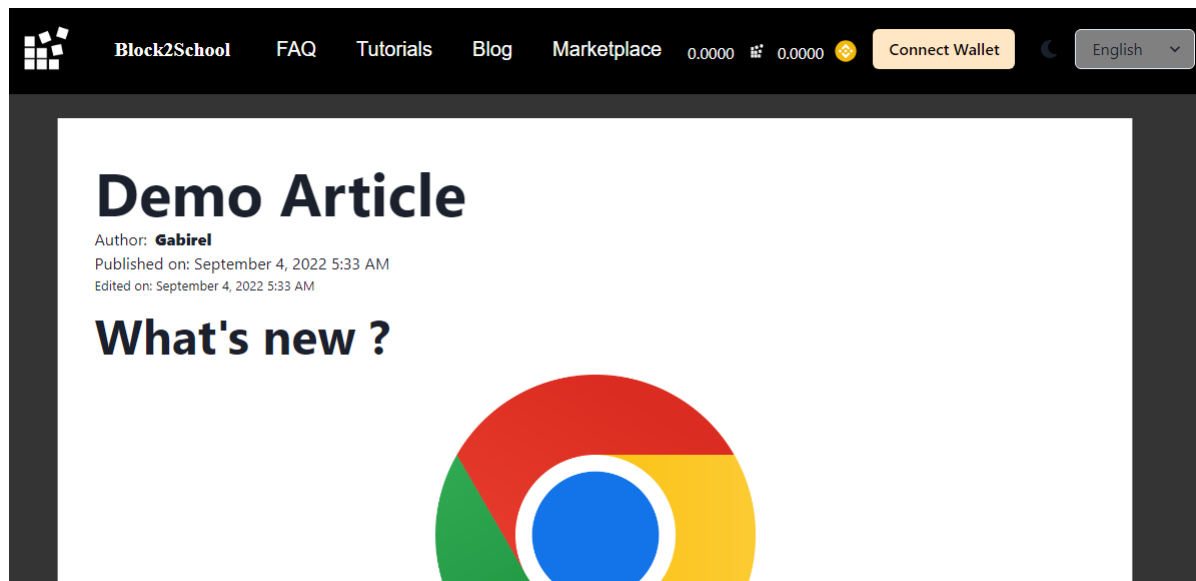 Block2School FAQ Tutorials Blog Marketplace 0.0000 0.0000 Connect Wallet English
Demo Article
Author: Gabirel
Published on: September 4, 2022 5:33 AM
Edited on: September 4, 2022 5:33 AM
What's new ?